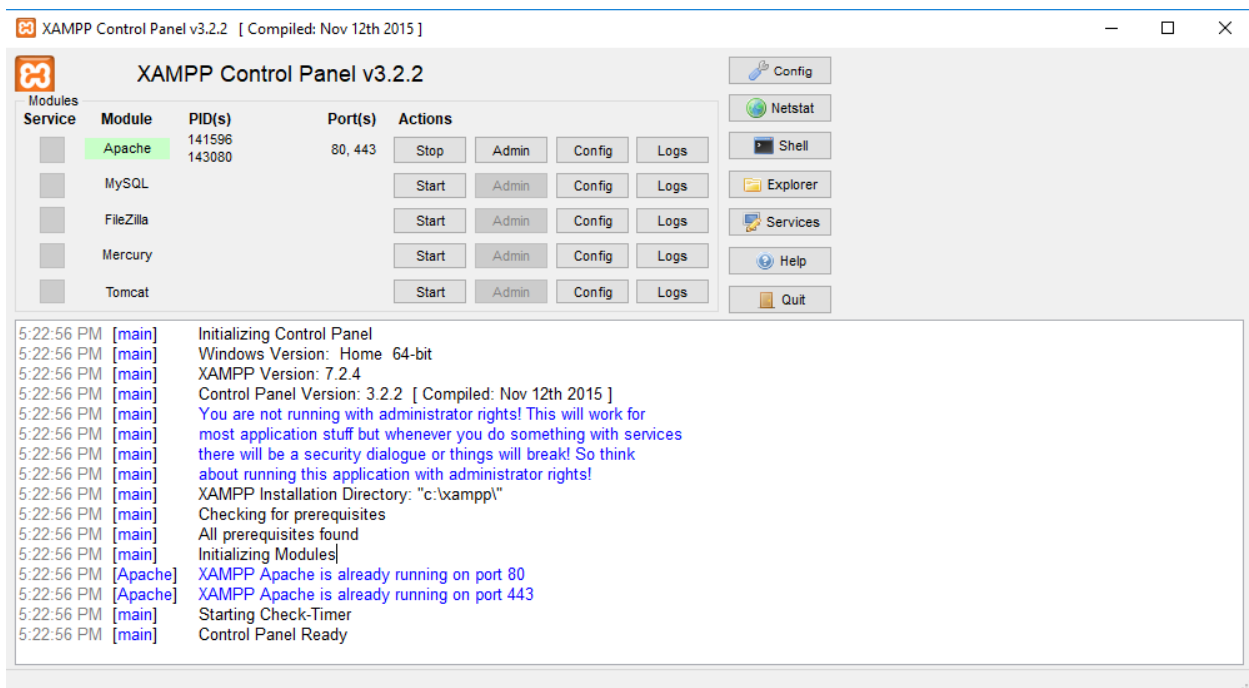 XAMPP Control Panel v3.2.2 [ Compiled: Nov 12th 2015 ]
XAMPP Control Panel v3.2.2
Config
Modules
Service Module PID(s) Port(s) Actions
Netstat
Apache 141596 143080 80, 443 Stop Admin Config Logs
Shell
MySQL Start Admin Config Logs
Explorer
FileZilla Start Admin Config Logs
Services
Mercury Start Admin Config Logs
Help
Tomcat Start Admin Config Logs
Quit
5:22:56 PM [main] Initializing Control Panel
5:22:56 PM [main] Windows Version: Home 64-bit
5:22:56 PM [main] XAMPP Version: 7.2.4
5:22:56 PM [main] Control Panel Version: 3.2.2 [ Compiled: Nov 12th 2015 ]
5:22:56 PM [main] You are not running with administrator rights! This will work for
5:22:56 PM [main] most application stuff but whenever you do something with services
5:22:56 PM [main] there will be a security dialogue or things will break! So think
5:22:56 PM [main] about running this application with administrator rights!
5:22:56 PM [main] XAMPP Installation Directory: "c:\xampp\"
5:22:56 PM [main] Checking for prerequisites
5:22:56 PM [main] All prerequisites found
5:22:56 PM [main] Initializing Modules
5:22:56 PM [Apache] XAMPP Apache is already running on port 80
5:22:56 PM [Apache] XAMPP Apache is already running on port 443
5:22:56 PM [main] Starting Check-Timer
5:22:56 PM [main] Control Panel Ready